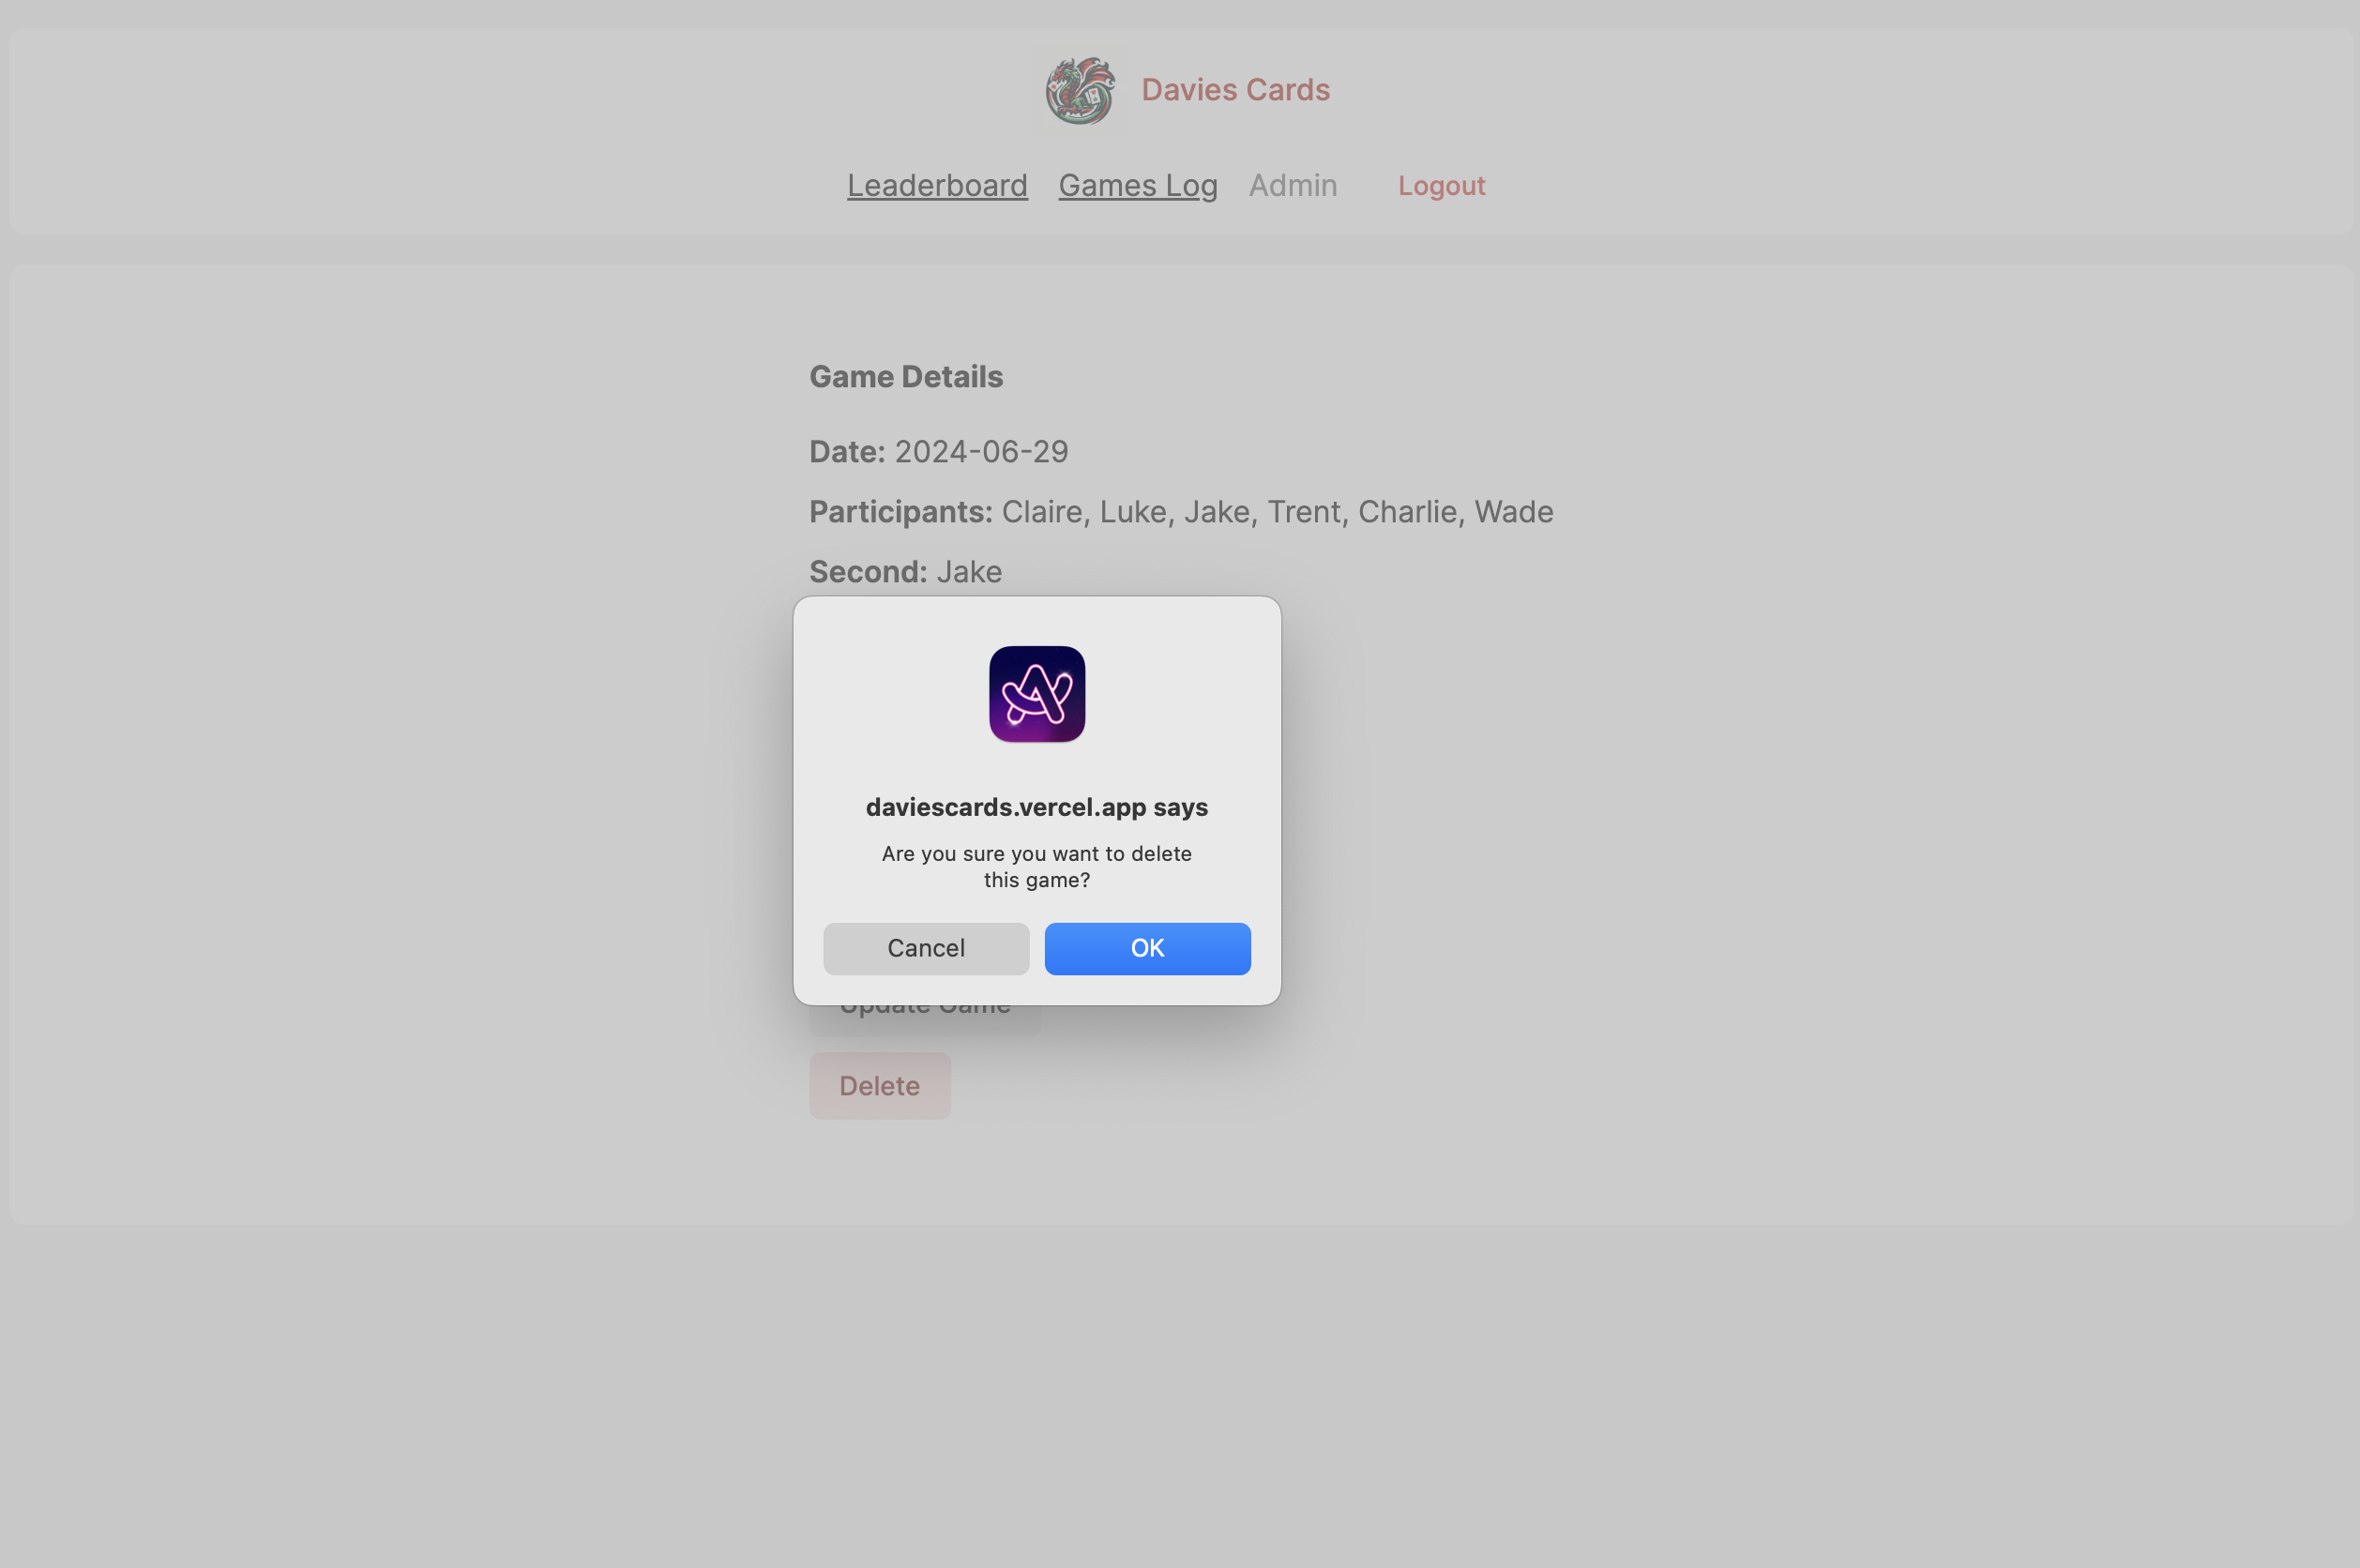 Davies Cards
Leaderboard Games Log Admin Logout
Game Details
Date: 2024-06-29
Participants: Claire, Luke, Jake, Trent, Charlie, Wade
Second: Jake
daviescards.vercel.app says
Are you sure you want to delete
this game?
Cancel OK
Update Game
Delete